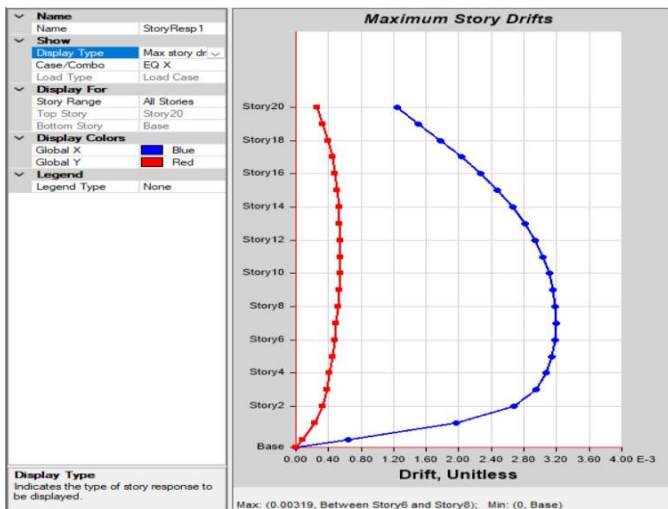 Name
Name StoryResp1
Show
Display Type Max story dr
Case/Combo EQ X
Load Type Load Case
Display For
Story Range All Stories
Top Story Story20
Bottom Story Base
Display Colors
Global X Blue
Global Y Red
Legend
Legend Type None
Display Type
Indicates the type of story response to
be displayed.
Maximum Story Drifts
Story20
Story18
Story16
Story14
Story12
Story10
Story8
Story6
Story4
Story2
Base
0.00 0.40 0.80 1.20 1.60 2.00 2.40 2.80 3.20 3.60 4.00 E-3
Drift, Unitless
Max: (0.00319, Between Story6 and Story8); Min: (0, Base)